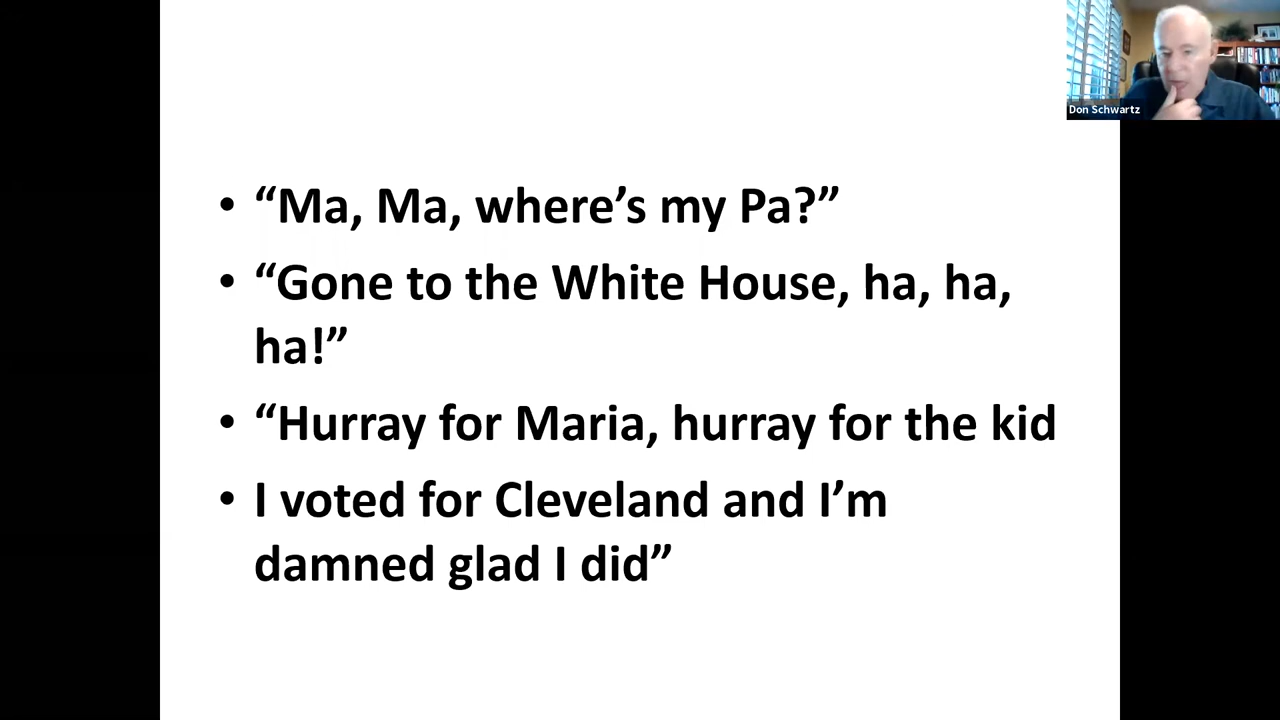 Don Schwartz
• “Ma, Ma, where’s my Pa?”
• “Gone to the White House, ha, ha,
ha!”
• “Hurray for Maria, hurray for the kid
• I voted for Cleveland and I’m
damned glad I did”